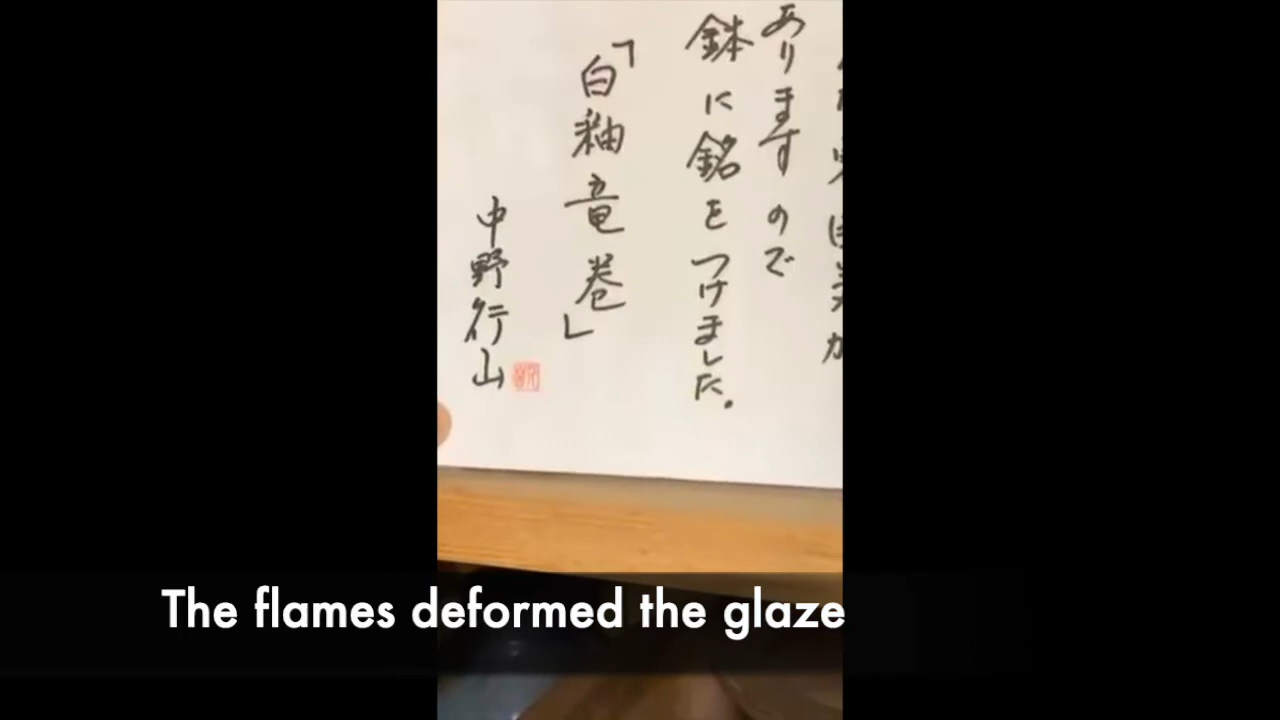 ありますので
鉢に銘をつけました。
「白釉竜巻」
中野行山
The flames deformed the glaze